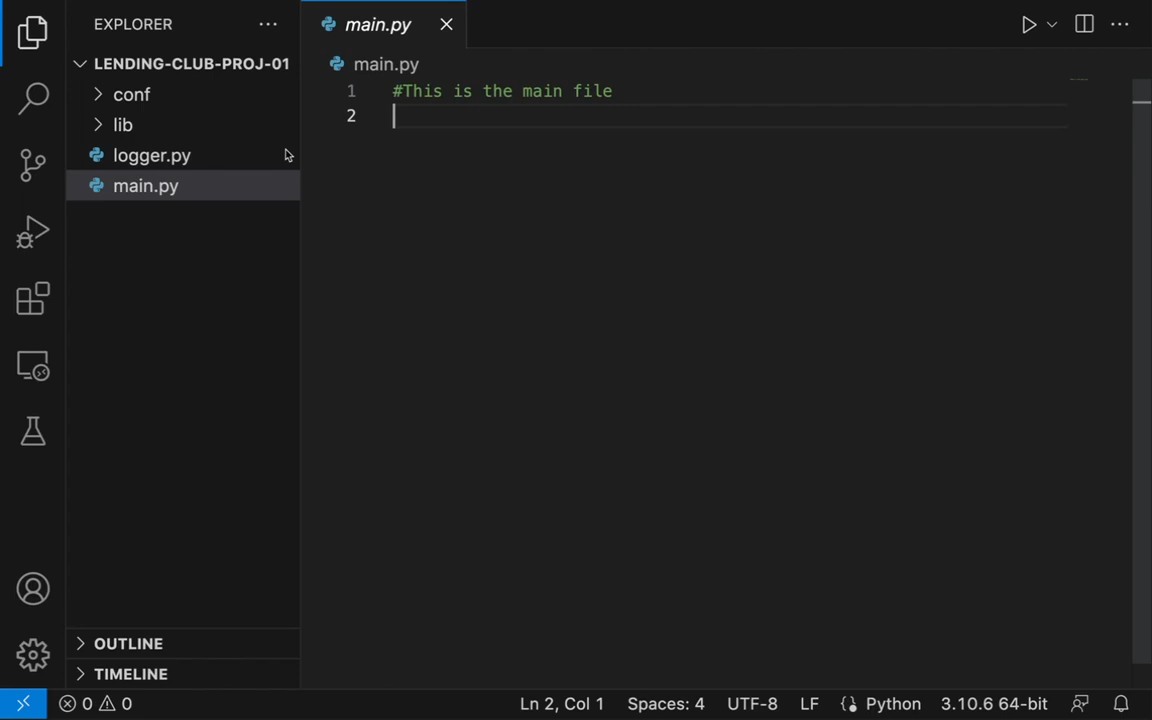 EXPLORER
LENDING-CLUB-PROJ-01
conf
lib
logger.py
main.py
OUTLINE
TIMELINE
main.py
main.py
1 #This is the main file
2
0 0
Ln 2, Col 1 Spaces: 4 UTF-8 LF Python 3.10.6 64-bit